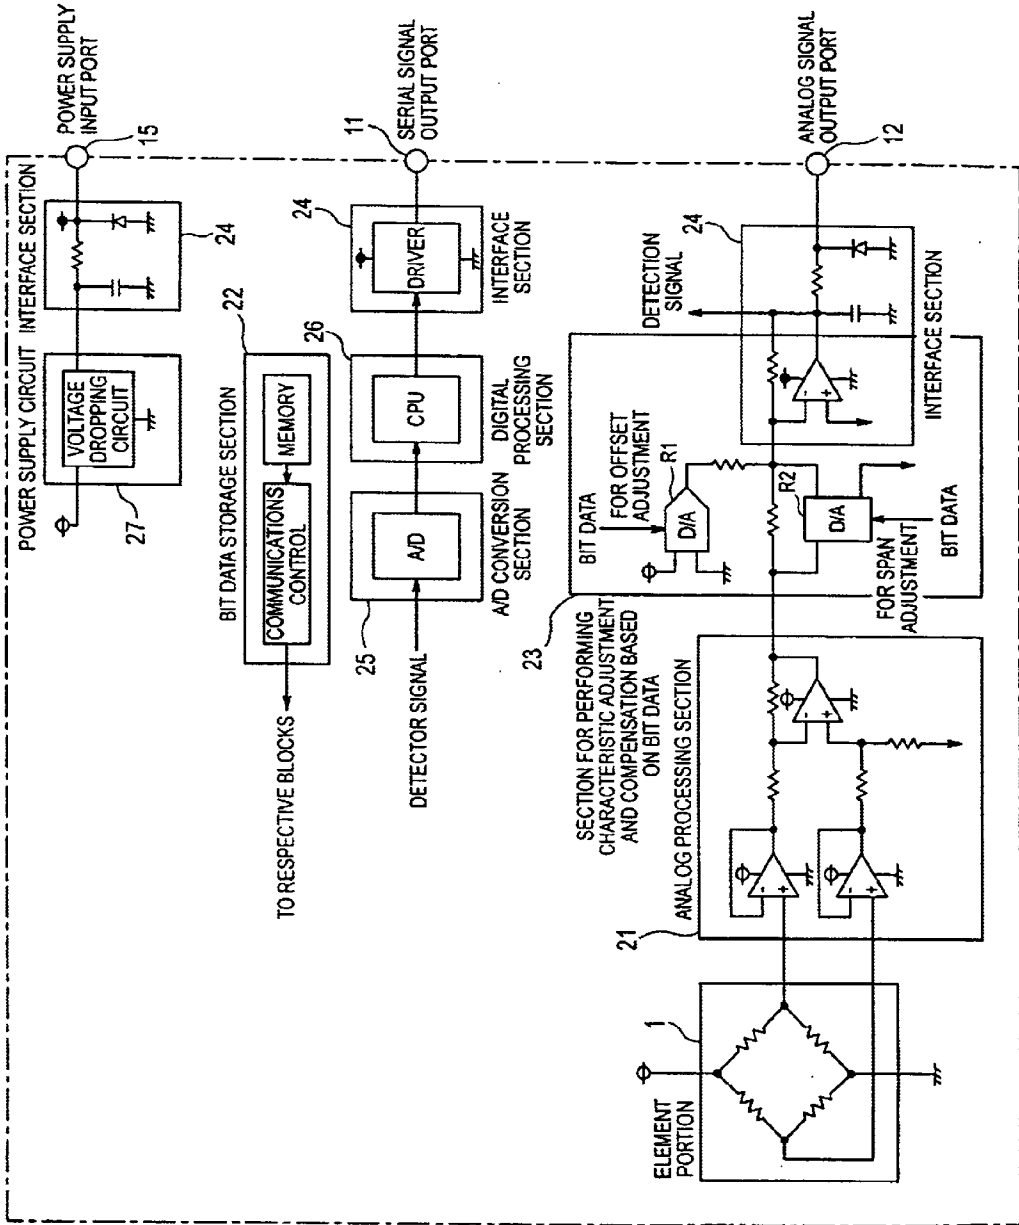 POWER SUPPLY CIRCUIT
INTERFACE SECTION
POWER SUPPLY
INPUT PORT
15
VOLTAGE
DROPPING
CIRCUIT
27
24
BIT DATA STORAGE SECTION
22
COMMUNICATIONS
CONTROL
MEMORY
TO RESPECTIVE BLOCKS
DETECTOR SIGNAL
25
A/D
A/D CONVERSION
SECTION
26
CPU
DIGITAL
PROCESSING
SECTION
24
DRIVER
INTERFACE
SECTION
11
SERIAL SIGNAL
OUTPUT PORT
SECTION FOR PERFORMING
CHARACTERISTIC ADJUSTMENT
AND COMPENSATION BASED
ON BIT DATA
23
BIT DATA
FOR OFFSET
ADJUSTMENT
R1
D/A
R2
D/A
FOR SPAN
ADJUSTMENT
BIT DATA
DETECTION
SIGNAL
24
-
+
INTERFACE SECTION
ANALOG SIGNAL
OUTPUT PORT
12
ANALOG PROCESSING SECTION
21
-
+
-
+
-
+
ELEMENT
PORTION
1